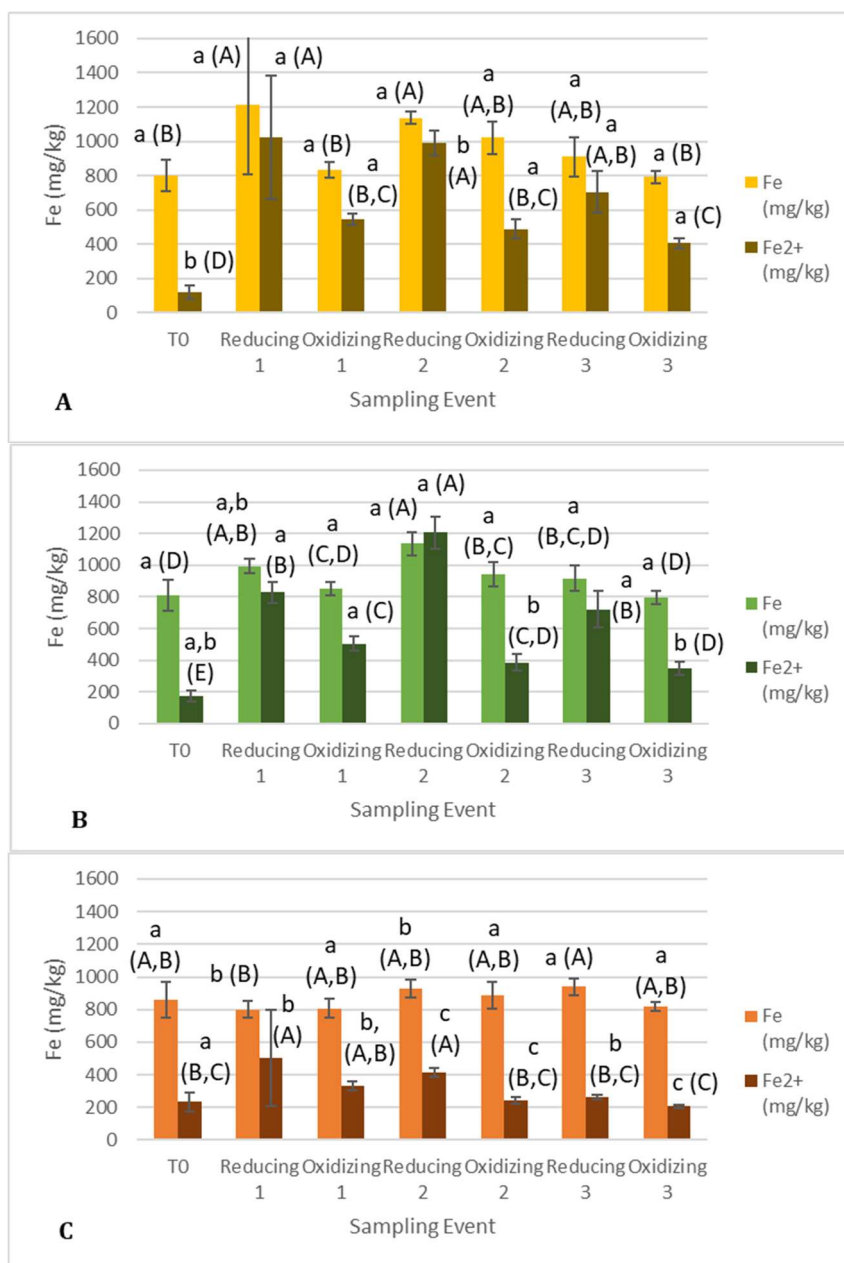 1600
1400
1200
1000
800
600
400
200
0
Fe (mg/kg)
a (B)
b (D)
a (A)
a (A)
a (B)
a
(B,C)
a (A)
b
(A)
a
(A,B)
a
(B,C)
a
(A,B)
a
(A,B)
a (B)
a (C)
T0
Reducing
1
Oxidizing
1
Reducing
2
Oxidizing
2
Reducing
3
Oxidizing
3
Sampling Event
Fe
(mg/kg)
Fe2+
(mg/kg)
A
1600
1400
1200
1000
800
600
400
200
0
Fe (mg/kg)
a (D)
a,b
(E)
a,b
(A,B)
a
(B)
a
(C,D)
a (C)
a (A)
a (A)
a
(B,C)
b
(C,D)
a
(B,C,D)
a
(B)
a (D)
b (D)
T0
Reducing
1
Oxidizing
1
Reducing
2
Oxidizing
2
Reducing
3
Oxidizing
3
Sampling Event
Fe
(mg/kg)
Fe2+
(mg/kg)
B
1600
1400
1200
1000
800
600
400
200
0
Fe (mg/kg)
a
(A,B)
a
(B,C)
b (B)
b
(A)
a
(A,B)
b,
(A,B)
b
(A,B)
c
(A)
a
(A,B)
c
(B,C)
a (A)
b
(B,C)
a
(A,B)
c (C)
T0
Reducing
1
Oxidizing
1
Reducing
2
Oxidizing
2
Reducing
3
Oxidizing
3
Sampling Event
Fe
(mg/kg)
Fe2+
(mg/kg)
C